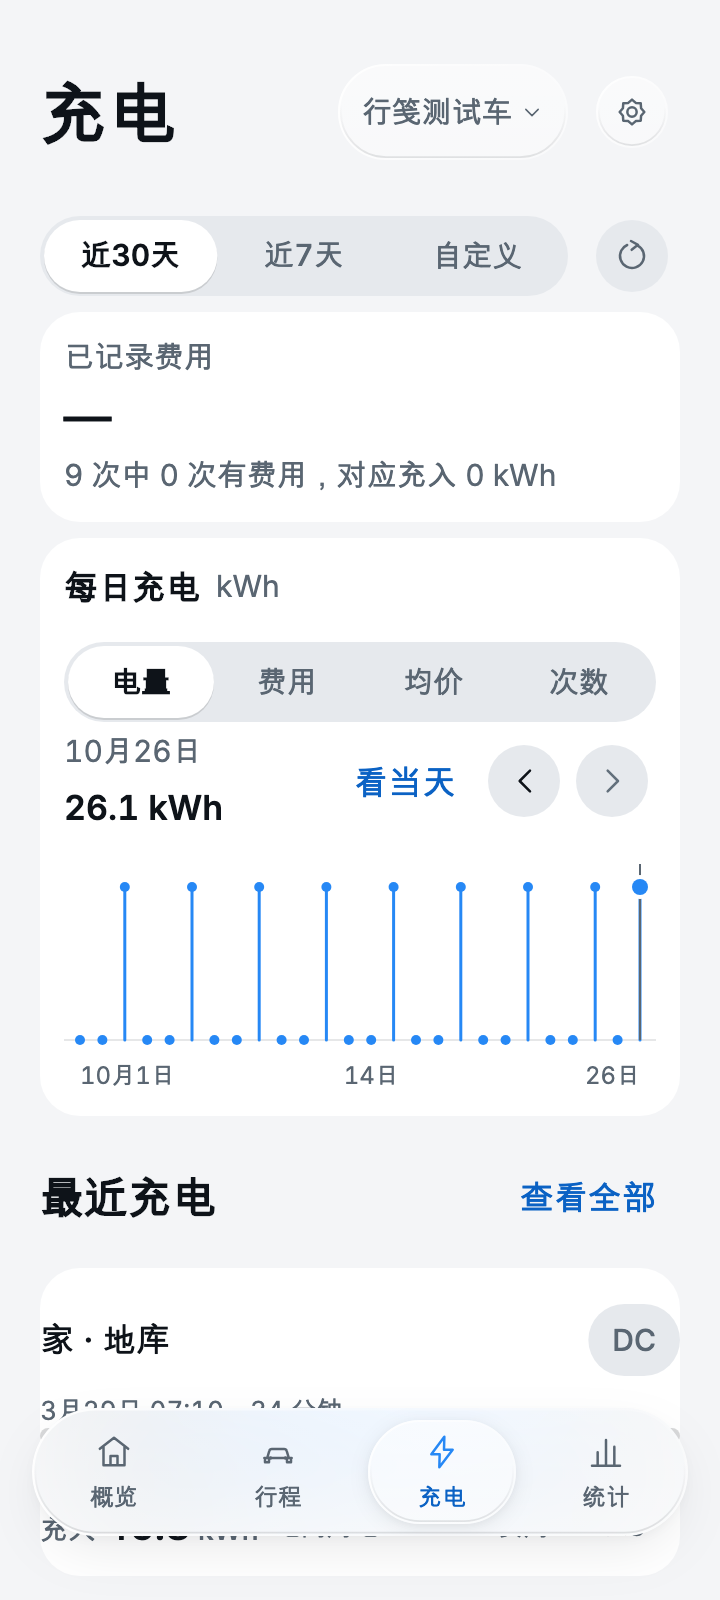 充电
行笺测试车
近30天
近7天
自定义
已记录费用
—
9 次中 0 次有费用，对应充入 0 kWh
每日充电 kWh
电量
费用
均价
次数
10月26日
26.1 kWh
看当天
10月1日
14日
26日
最近充电
查看全部
家 · 地库
DC
概览
行程
充电
统计